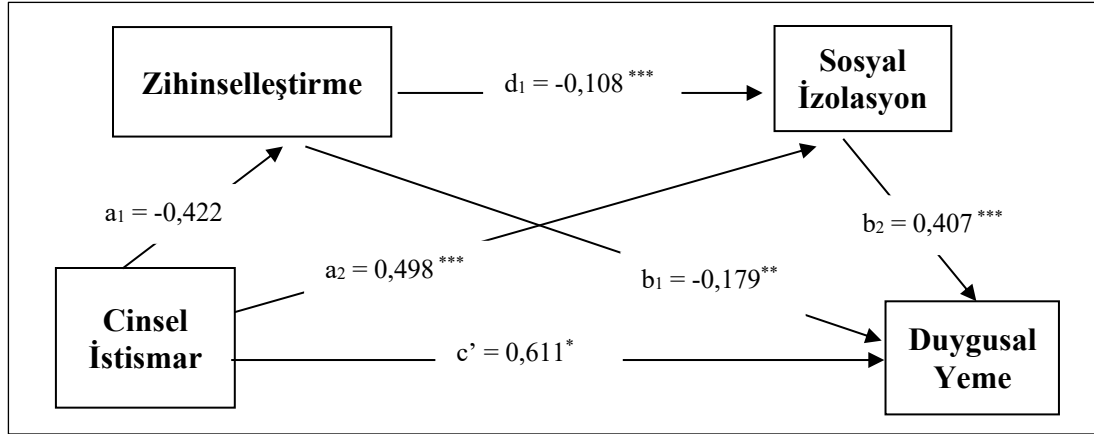 Zihinselleştirme
d₁ = -0,108 ***
Sosyal
İzolasyon
a₁ = -0,422
a₂ = 0,498 ***
b₁ = -0,179**
b₂ = 0,407 ***
Cinsel
İstismar
c’ = 0,611*
Duygusal
Yeme